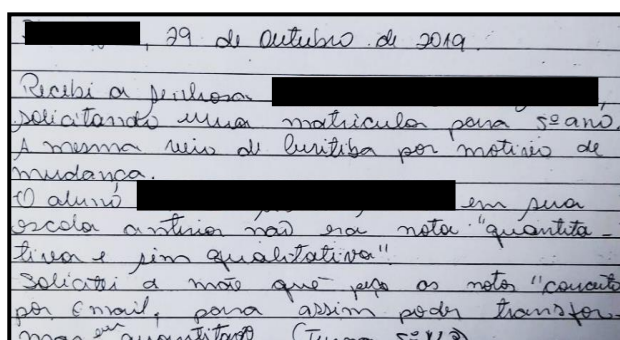 , 29 de Outubro de 2019.
Recebi a senhora
solicitando uma matricula para 5º ano.
A mesma veio de Curitiba por motivo de
mudança.
O aluno em sua
escola anterior não era nota "quantita-
tiva e sim qualitativa"
Solicitei a mãe que peça as notas "conceito
por Email, para assim poder transfor-
mar em quantitativo (Turma 5º